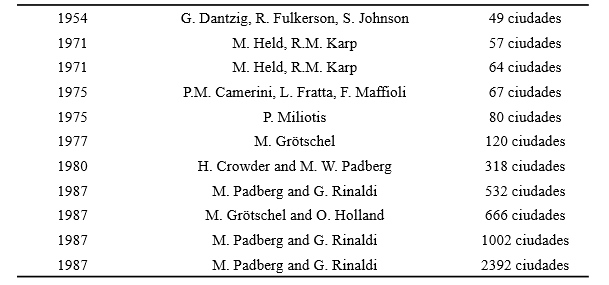 1954 G. Dantzig, R. Fulkerson, S. Johnson 49 ciudades
1971 M. Held, R.M. Karp 57 ciudades
1971 M. Held, R.M. Karp 64 ciudades
1975 P.M. Camerini, L. Fratta, F. Maffioli 67 ciudades
1975 P. Miliotis 80 ciudades
1977 M. Grötschel 120 ciudades
1980 H. Crowder and M. W. Padberg 318 ciudades
1987 M. Padberg and G. Rinaldi 532 ciudades
1987 M. Grötschel and O. Holland 666 ciudades
1987 M. Padberg and G. Rinaldi 1002 ciudades
1987 M. Padberg and G. Rinaldi 2392 ciudades